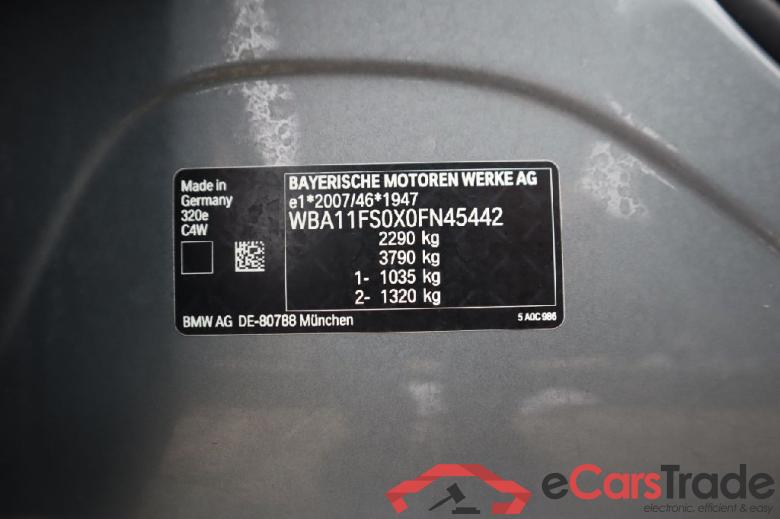 Made in
Germany
320e
C4W
BAYERISCHE MOTOREN WERKE AG
e1*2007/46*1947
WBA11FS0X0FN45442
2290 kg
3790 kg
1- 1035 kg
2- 1320 kg
BMW AG DE-80788 München
5 A0C 986
eCarsTrade
electronic, efficient & easy